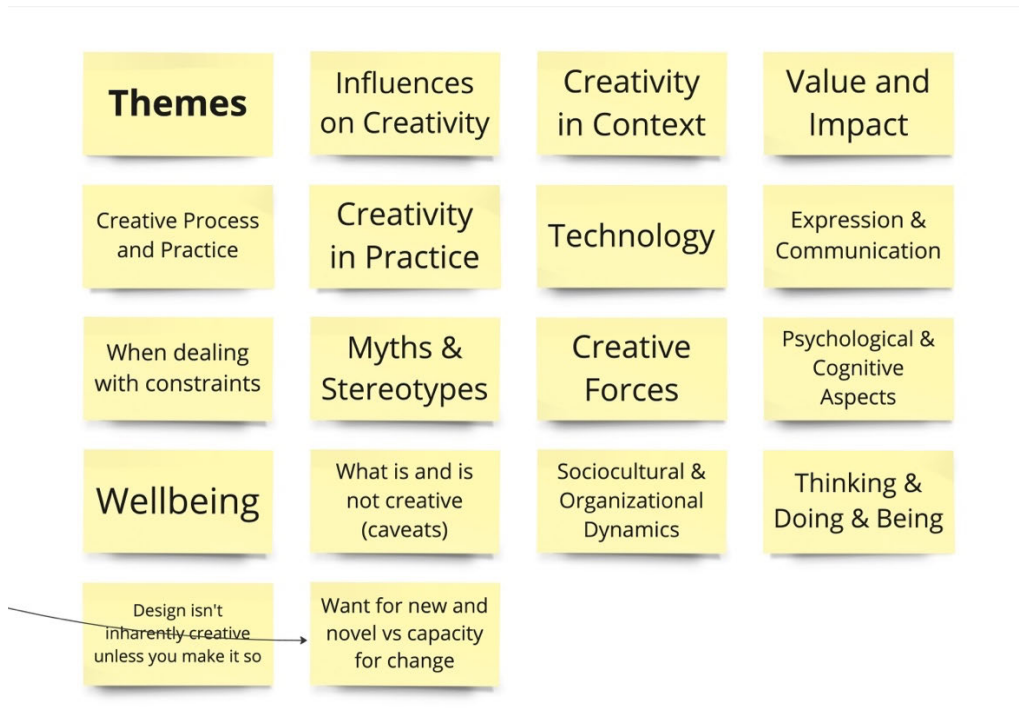 Themes
Influences
on Creativity
Creativity
in Context
Value and
Impact
Creative Process
and Practice
Creativity
in Practice
Technology
Expression &
Communication
When dealing
with constraints
Myths &
Stereotypes
Creative
Forces
Psychological &
Cognitive
Aspects
Wellbeing
What is and is
not creative
(caveats)
Sociocultural &
Organizational
Dynamics
Thinking &
Doing & Being
Design isn't
inharently creative
unless you make it so
Want for new and
novel vs capacity
for change